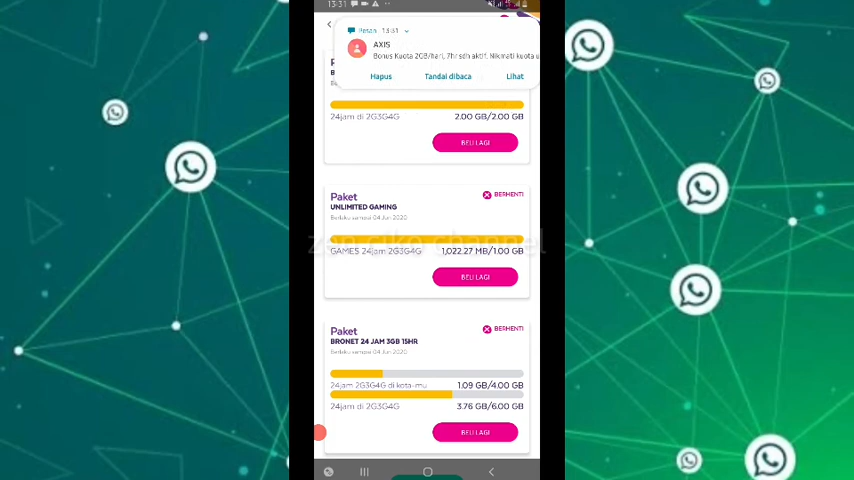 13:31
Pesan 13:31
AXIS
Bonus Kuota 2GB/hari, 7hr sdh aktif. Nikmati kuota u
Hapus Tandai dibaca Lihat
24jam di 2G3G4G 2.00 GB/2.00 GB
BELI LAGI
Paket BERHENTI
UNLIMITED GAMING
Berlaku sampai 04 Jun 2020
zen ciko channel
GAMES 24jam 2G3G4G 1,022.27 MB/1.00 GB
BELI LAGI
Paket BERHENTI
BRONET 24 JAM 3GB 15HR
Berlaku sampai 04 Jun 2020
24jam 2G3G4G di kota-mu 1.09 GB/4.00 GB
24jam di 2G3G4G 3.76 GB/6.00 GB
BELI LAGI